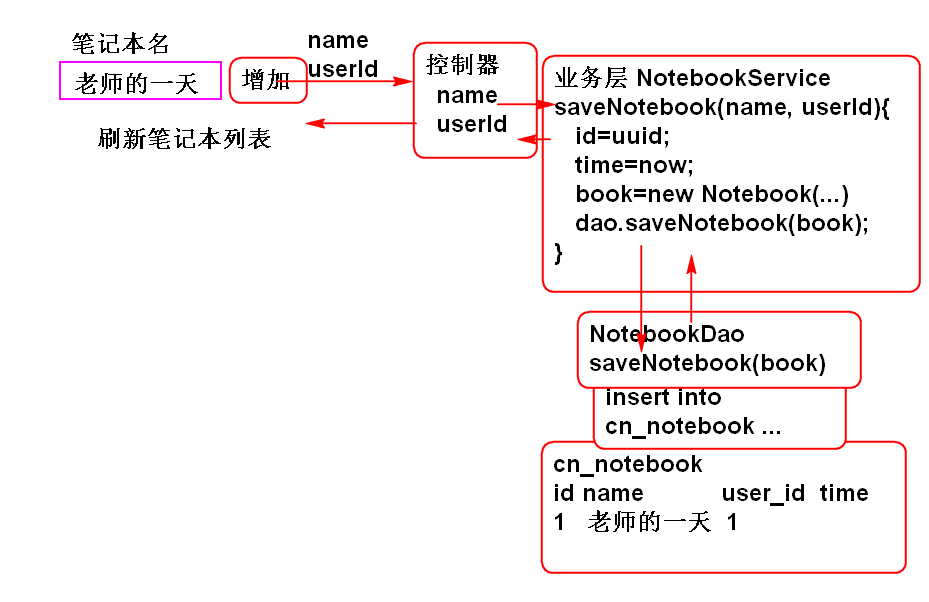 笔记本名
老师的一天
增加
name
userId
刷新笔记本列表
控制器
name
userId
业务层 NotebookService
saveNotebook(name, userId){
id=uuid;
time=now;
book=new Notebook(...)
dao.saveNotebook(book);
}
NotebookDao
saveNotebook(book)
insert into
cn_notebook ...
cn_notebook
id name user_id time
1 老师的一天 1